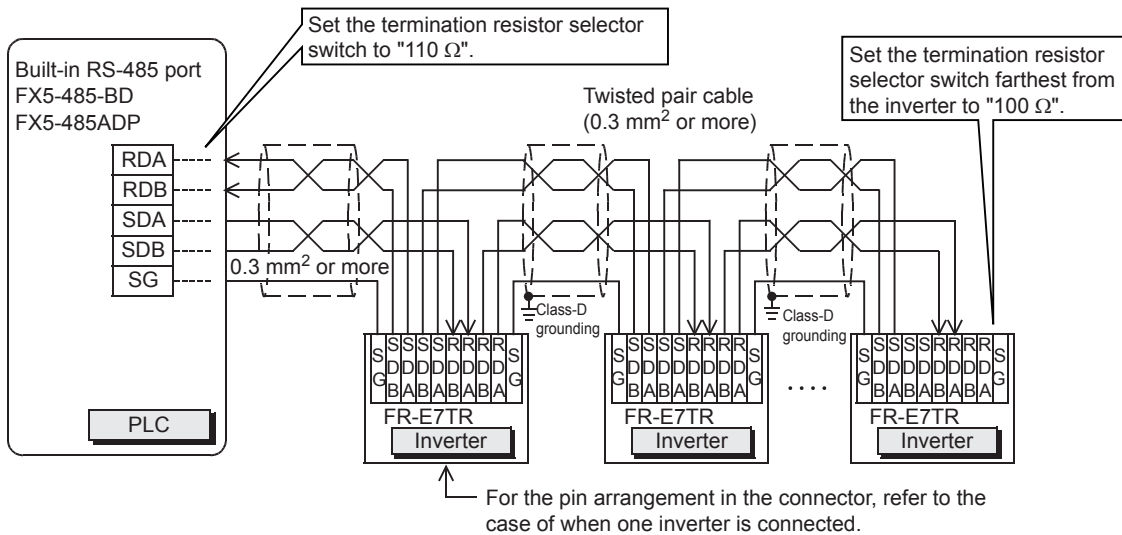 Set the termination resistor selector
switch to "110 Ω".
Set the termination resistor
selector switch farthest from
the inverter to "100 Ω".
Built-in RS-485 port
FX5-485-BD
FX5-485ADP
Twisted pair cable
(0.3 mm² or more)
RDA
RDB
SDA
SDB
SG
0.3 mm² or more
Class-D
grounding
Class-D
grounding
SG SDB SDA SDB SDA RDB RDA RDB RDA SG
SG SDB SDA SDB SDA RDB RDA RDB RDA SG
....
SG SDB SDA SDB SDA RDB RDA RDB RDA SG
FR-E7TR
FR-E7TR
FR-E7TR
PLC
Inverter
Inverter
Inverter
For the pin arrangement in the connector, refer to the
case of when one inverter is connected.